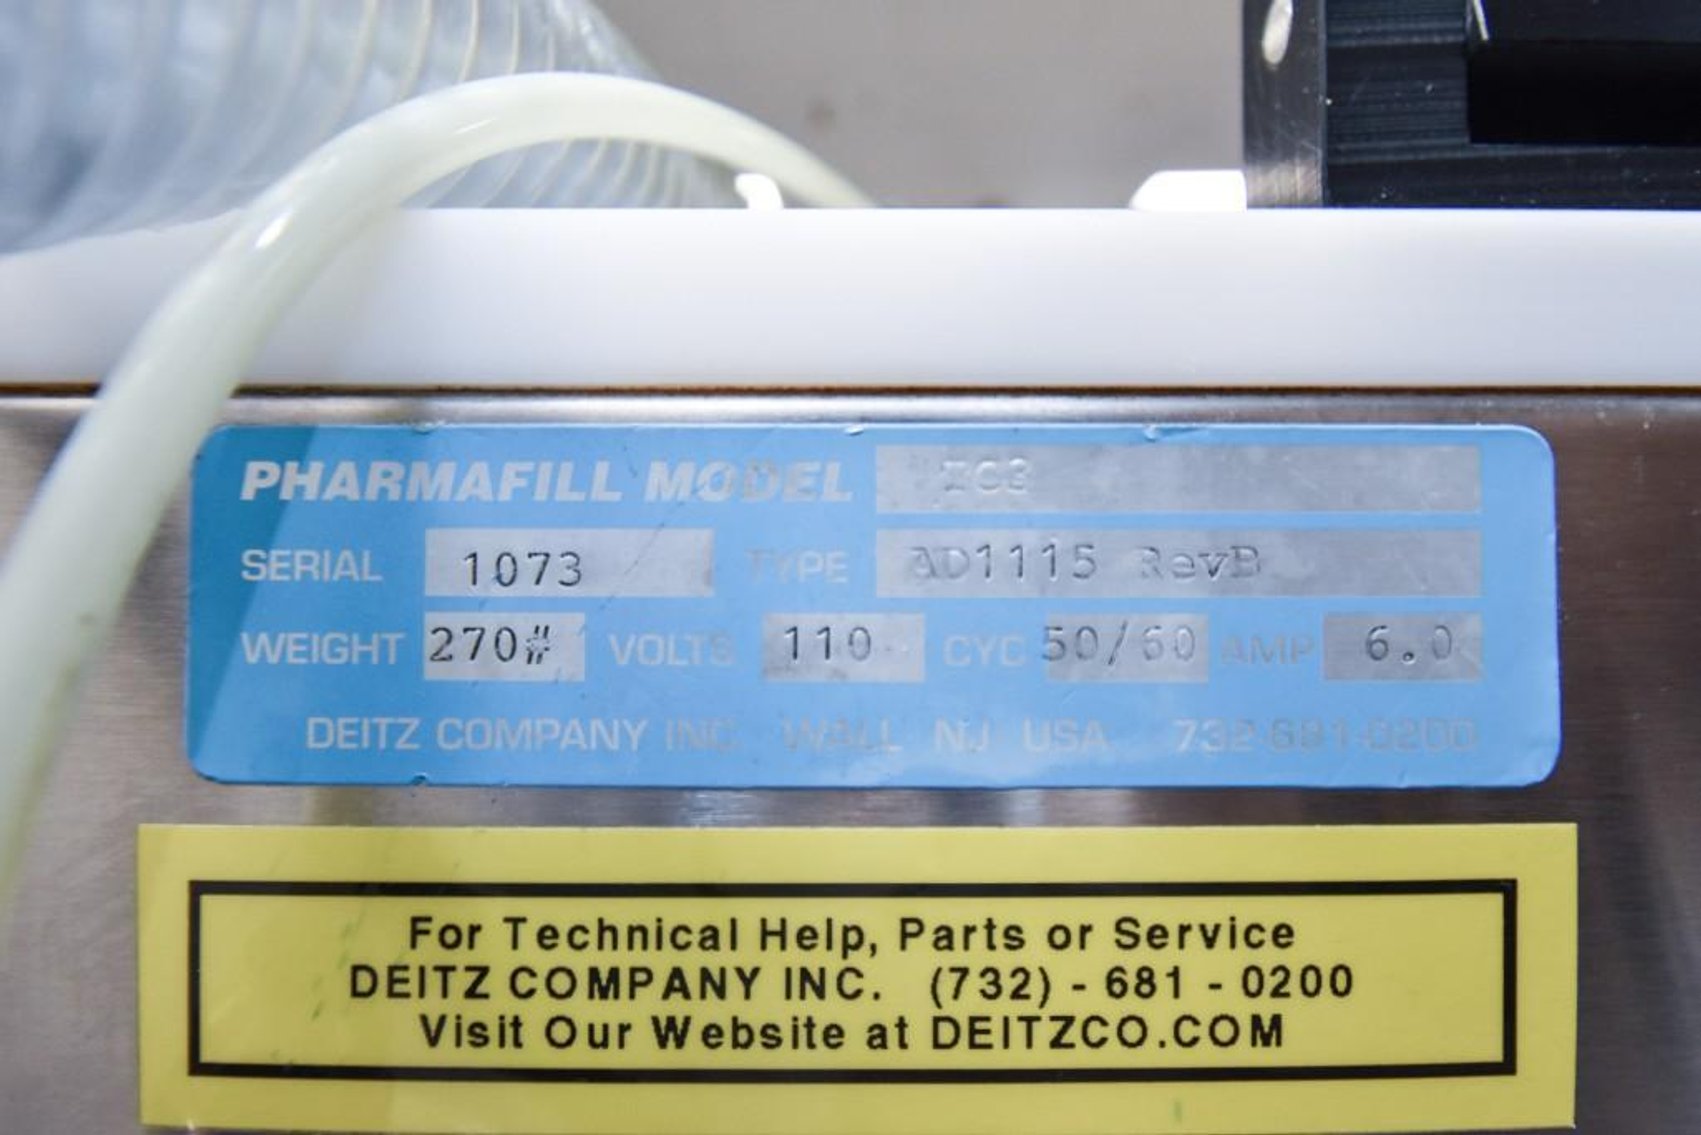 PHARMAFILL MODEL IC3
SERIAL 1073 TYPE AD1115 RevB
WEIGHT 270# VOLTS 110 CYC 50/60 AMP 6.0
DEITZ COMPANY INC. WALL NJ USA 732-681-0200
For Technical Help, Parts or Service
DEITZ COMPANY INC. (732) - 681 - 0200
Visit Our Website at DEITZCO.COM